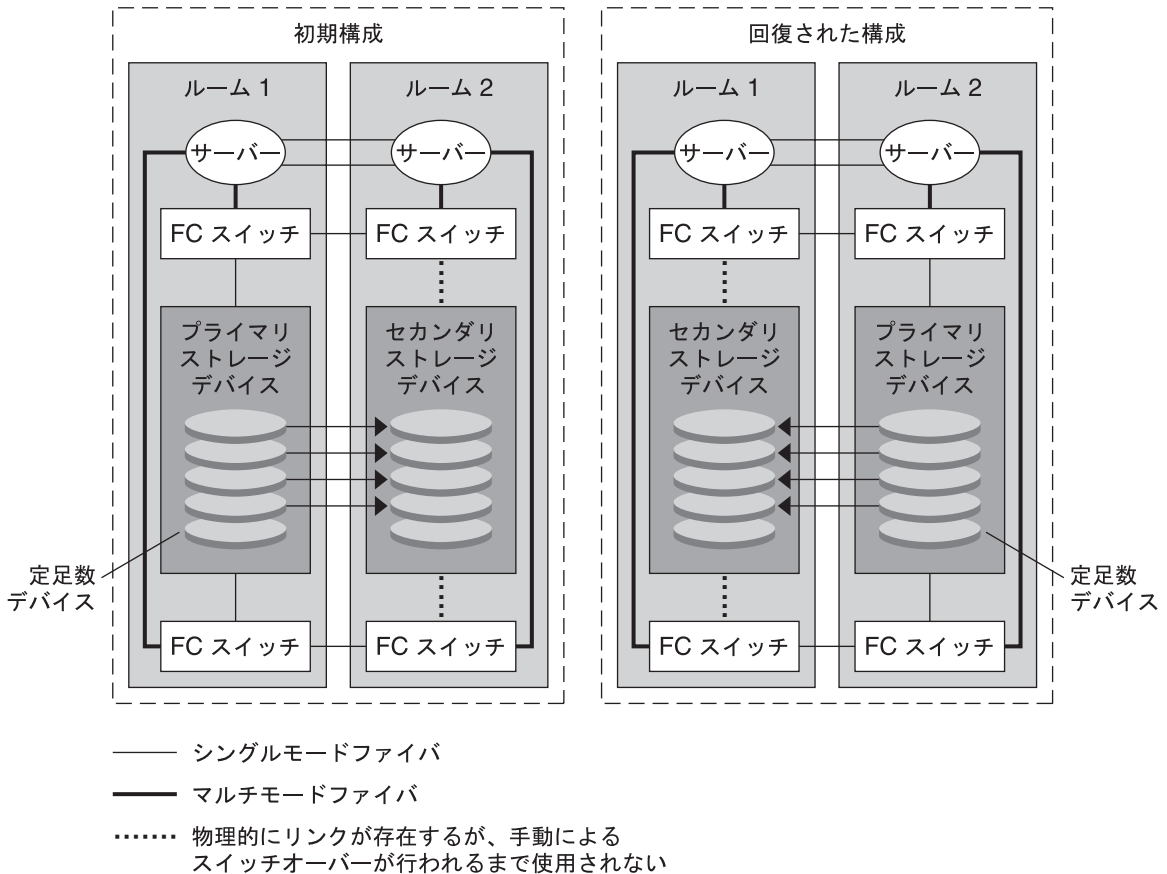 初期構成
ルーム 1
ルーム 2
サーバー
サーバー
FC スイッチ
FC スイッチ
プライマリ
ストレージ
デバイス
セカンダリ
ストレージ
デバイス
定足数
デバイス
FC スイッチ
FC スイッチ
回復された構成
ルーム 1
ルーム 2
サーバー
サーバー
FC スイッチ
FC スイッチ
セカンダリ
ストレージ
デバイス
プライマリ
ストレージ
デバイス
定足数
デバイス
FC スイッチ
FC スイッチ
シングルモードファイバ
マルチモードファイバ
物理的にリンクが存在するが、手動による
スイッチオーバーが行われるまで使用されない